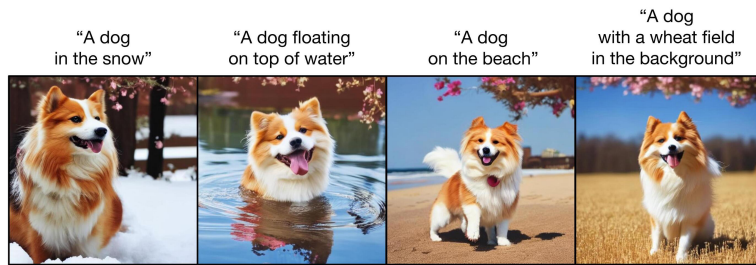 “A dog
in the snow”
“A dog floating
on top of water”
“A dog
on the beach”
“A dog
with a wheat field
in the background”